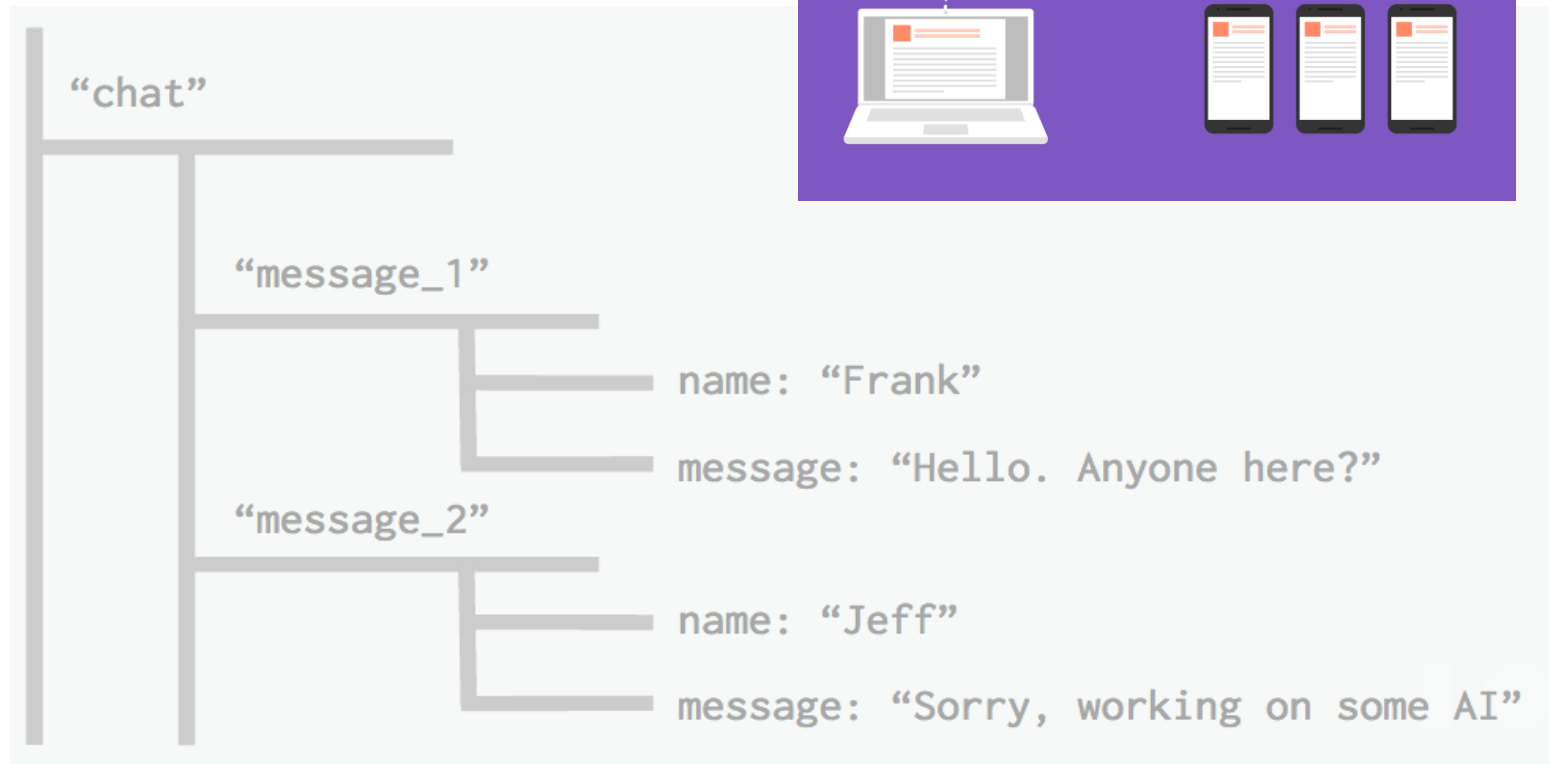 “chat”
“message_1”
name: “Frank”
message: “Hello. Anyone here?”
“message_2”
name: “Jeff”
message: “Sorry, working on some AI”